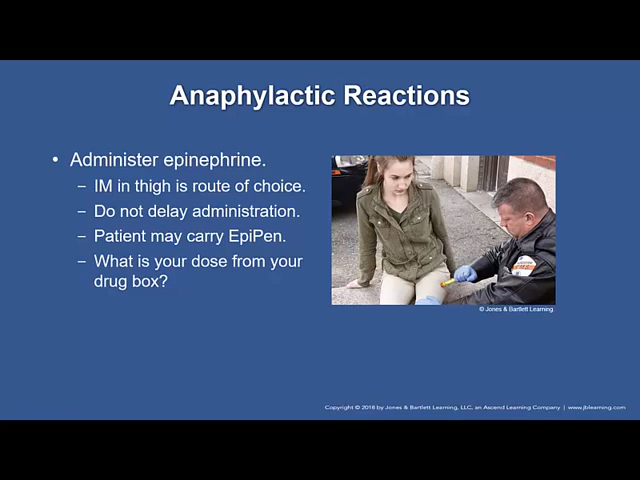 Anaphylactic Reactions
• Administer epinephrine.
– IM in thigh is route of choice.
– Do not delay administration.
– Patient may carry EpiPen.
– What is your dose from your
drug box?
© Jones & Bartlett Learning
Copyright © 2018 by Jones & Bartlett Learning, LLC, an Ascend Learning Company | www.jblearning.com